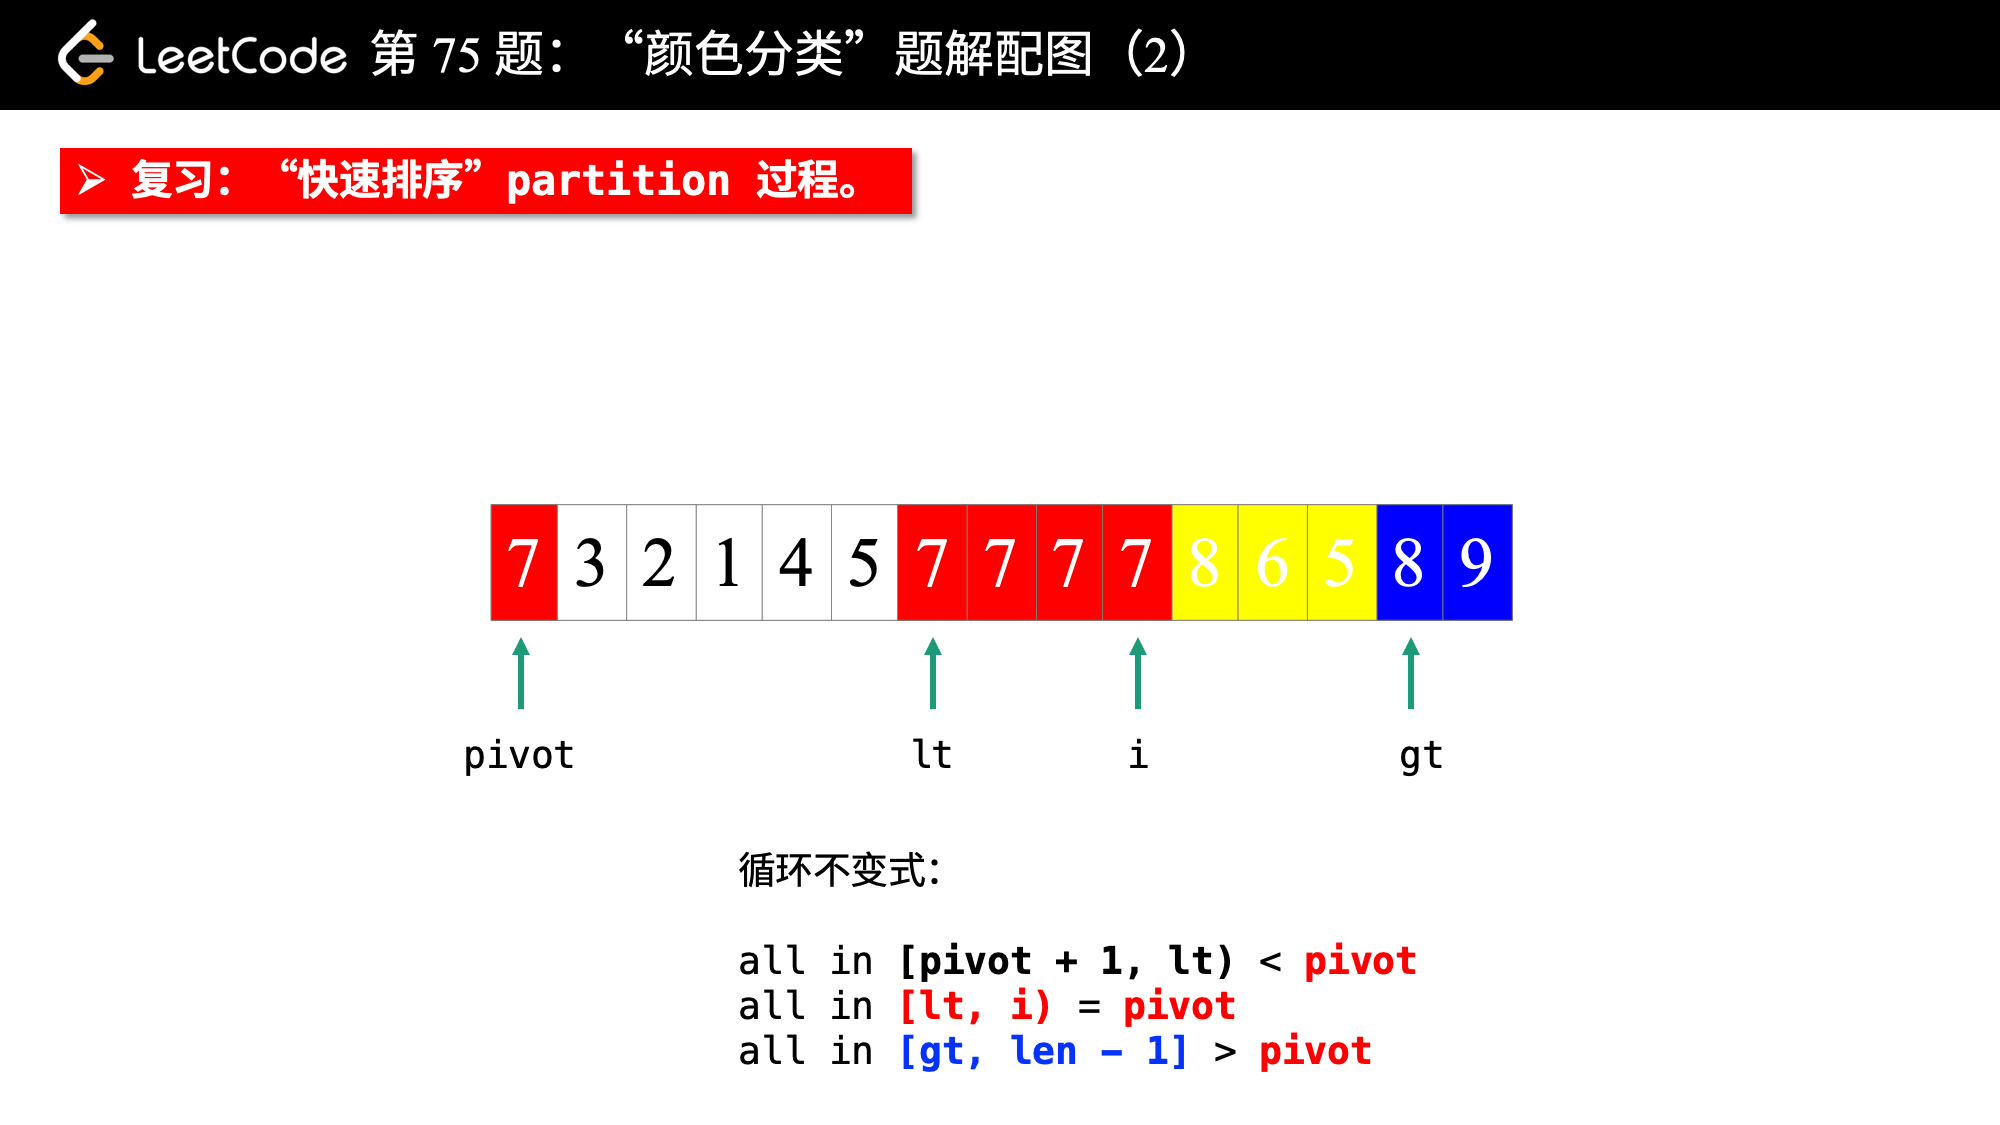 LeetCode 第 75 题：“颜色分类”题解配图（2）
➢ 复习：“快速排序”partition 过程。
7 3 2 1 4 5 7 7 7 7 8 6 5 8 9
pivot lt i gt
循环不变式：
all in [pivot + 1, lt) < pivot
all in [lt, i) = pivot
all in [gt, len - 1] > pivot